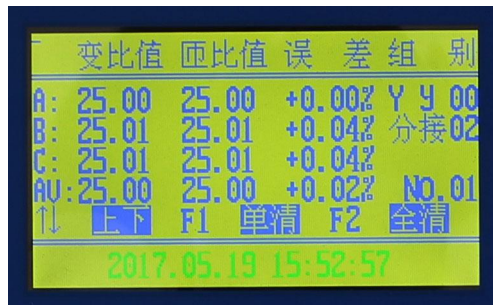 变比值 匝比值 误 差 组 别
A: 25.00 25.00 +0.00% Y y 00
B: 25.01 25.01 +0.04% 分接02
C: 25.01 25.01 +0.04%
AV:25.00 25.00 +0.02% NO.01
↑↓ 上下 F1 单清 F2 全清
2017.05.19 15:52:57